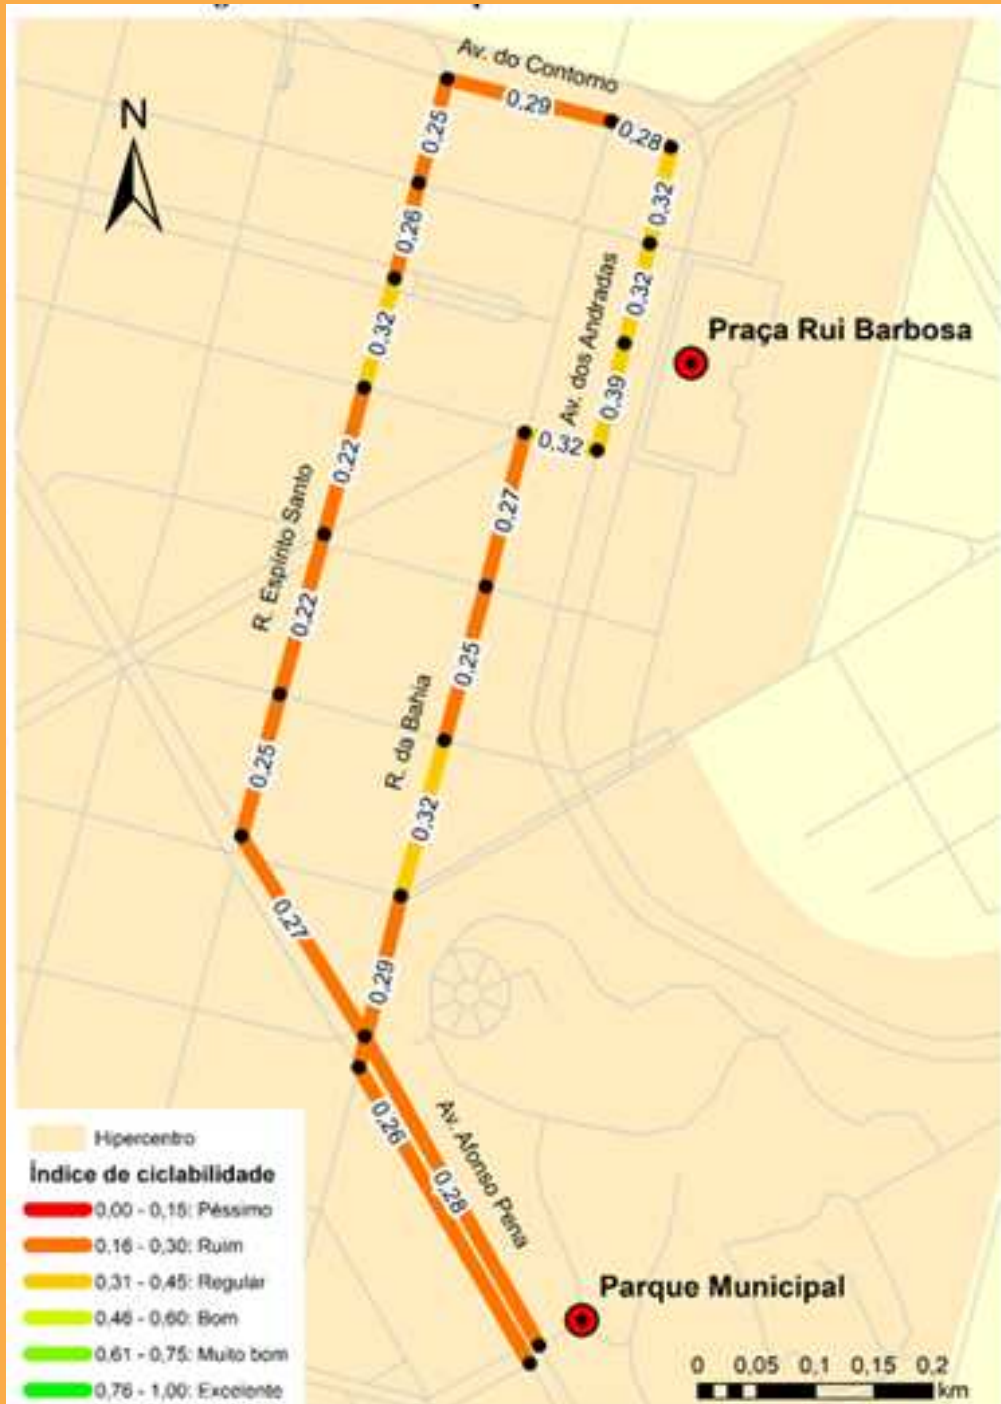 Av. do Contorno
N
0,29
0,28
0,25
0,32
0,26
0,32
Av. dos Andradas
0,32
Praça Rui Barbosa
0,39
0,32
0,22
0,27
R. Espírito Santo
0,22
0,25
R. da Bahia
0,25
0,32
0,27
0,29
0,26
Av. Afonso Pena
0,28
Hipercentro
Índice de ciclabilidade
0,00 - 0,15: Péssimo
0,16 - 0,30: Ruim
0,31 - 0,45: Regular
0,46 - 0,60: Bom
0,61 - 0,75: Muito bom
0,76 - 1,00: Excelente
Parque Municipal
0 0,05 0,1 0,15 0,2
km